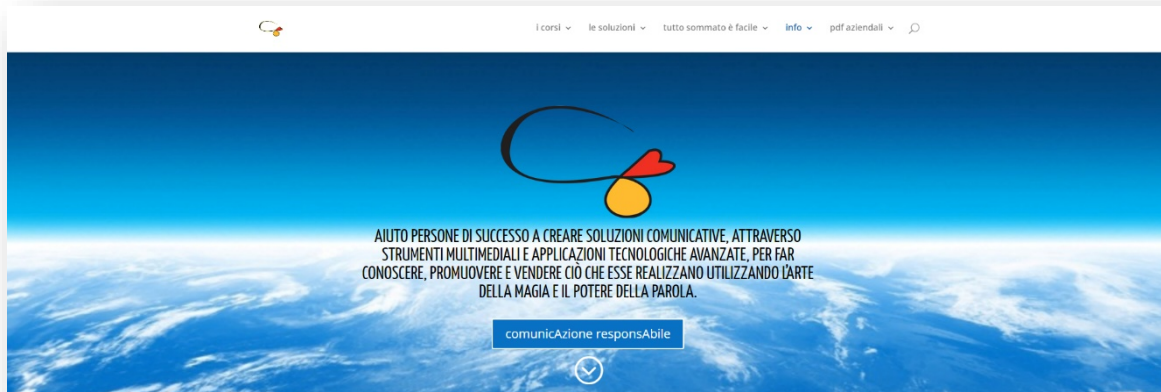 i corsi
le soluzioni
tutto sommato è facile
info
pdf aziendali
AIUTO PERSONE DI SUCCESSO A CREARE SOLUZIONI COMUNICATIVE, ATTRAVERSO
STRUMENTI MULTIMEDIALI E APPLICAZIONI TECNOLOGICHE AVANZATE, PER FAR
CONOSCERE, PROMUOVERE E VENDERE CIÒ CHE ESSE REALIZZANO UTILIZZANDO L'ARTE
DELLA MAGIA E IL POTERE DELLA PAROLA.
comunicAzione responsAbile